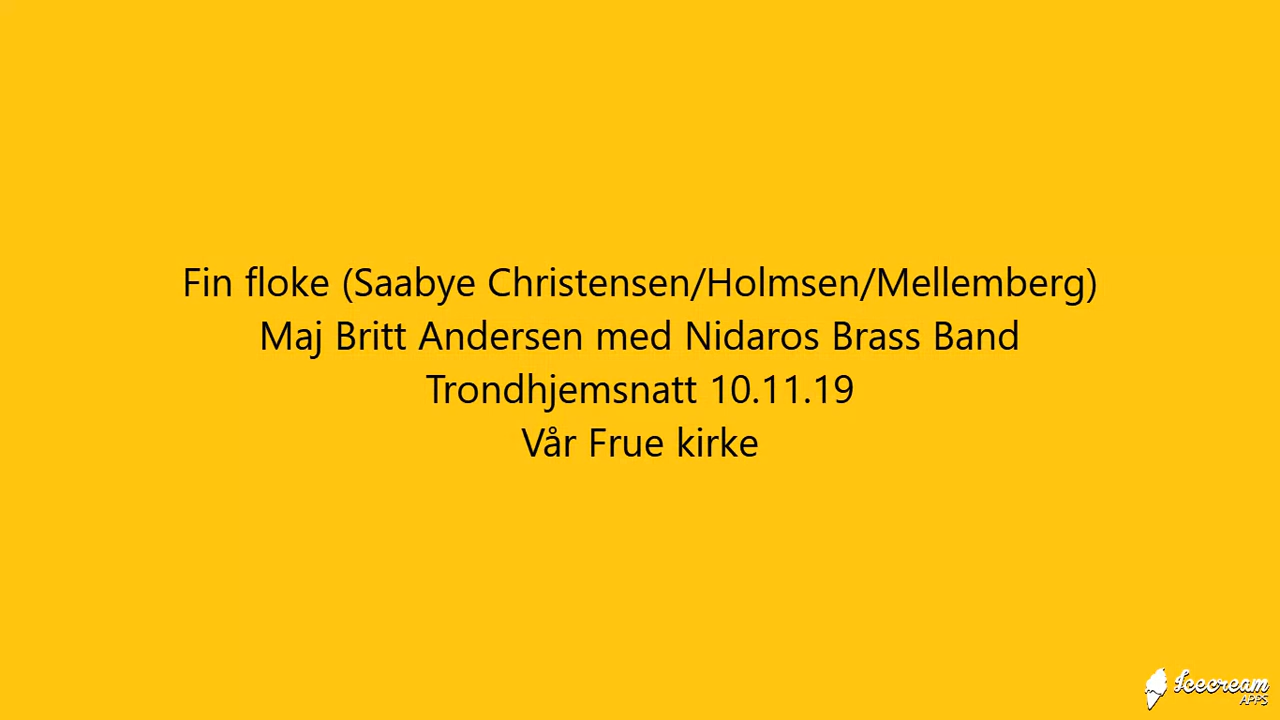 Fin floke (Saabye Christensen/Holmsen/Mellemberg)
Maj Britt Andersen med Nidaros Brass Band
Trondhjemsnatt 10.11.19
Vår Frue kirke
Icecream
APPS